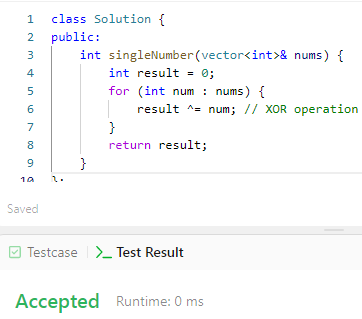 1 class Solution {
2 public:
3 int singleNumber(vector<int>& nums) {
4 int result = 0;
5 for (int num : nums) {
6 result ^= num; // XOR operation
7 }
8 return result;
9 }
10 };
Saved
Testcase Test Result
Accepted Runtime: 0 ms